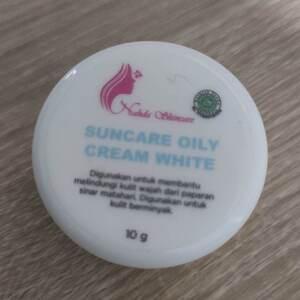 Nabila Skincare
SUNCARE OILY
CREAM WHITE
Digunakan untuk membantu
melindungi kulit wajah dari paparan
sinar matahari. Digunakan untuk
kulit berminyak.
10 g